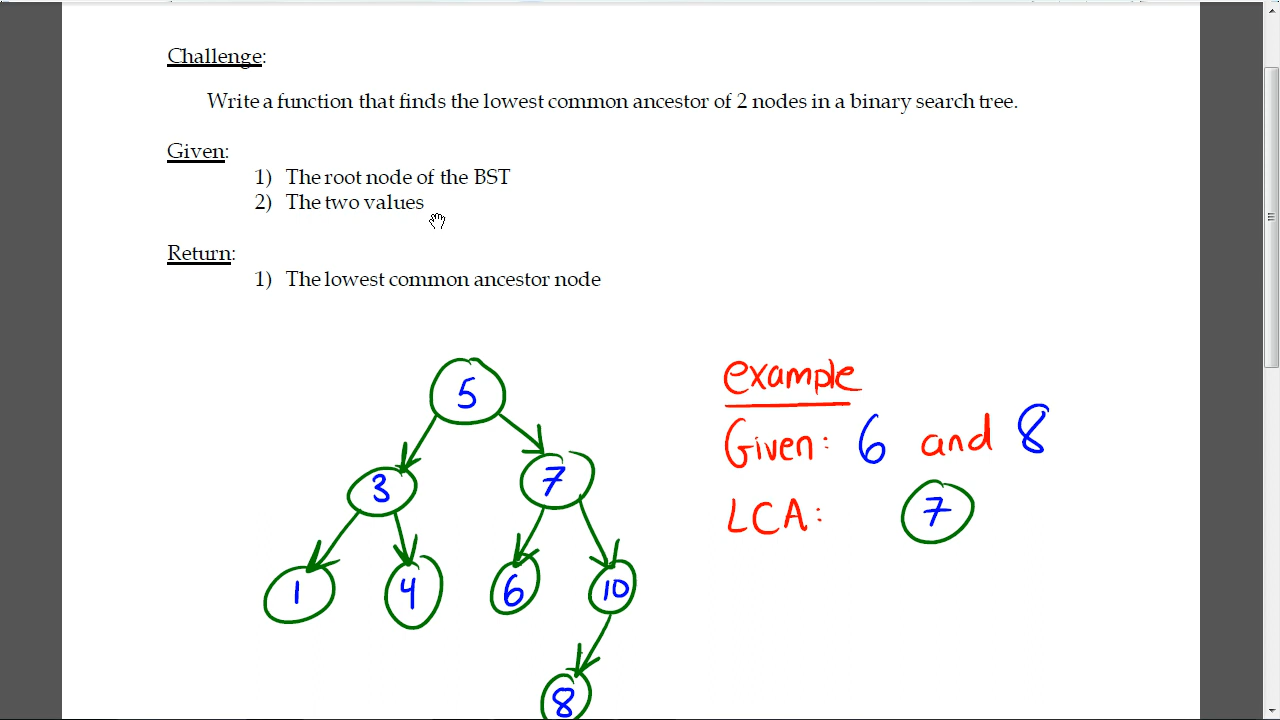 Challenge:
Write a function that finds the lowest common ancestor of 2 nodes in a binary search tree.
Given:
1) The root node of the BST
2) The two values
Return:
1) The lowest common ancestor node
example
Given: 6 and 8
LCA: 7
5
3 7
1 4 6 10
8